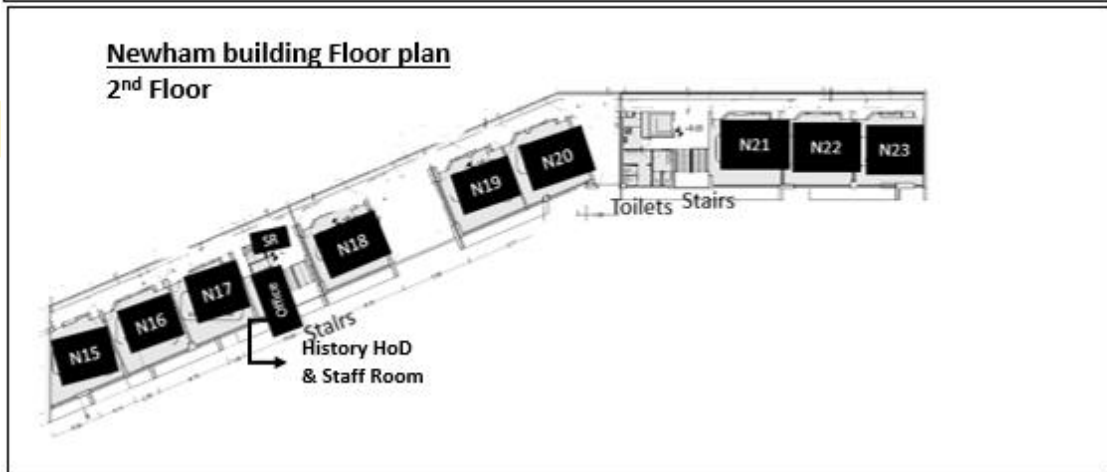 Newham building Floor plan
2nd Floor
N21
N22
N23
N20
N19
Toilets
Stairs
SR
N18
N17
Office
N16
Stairs
N15
History HoD
& Staff Room